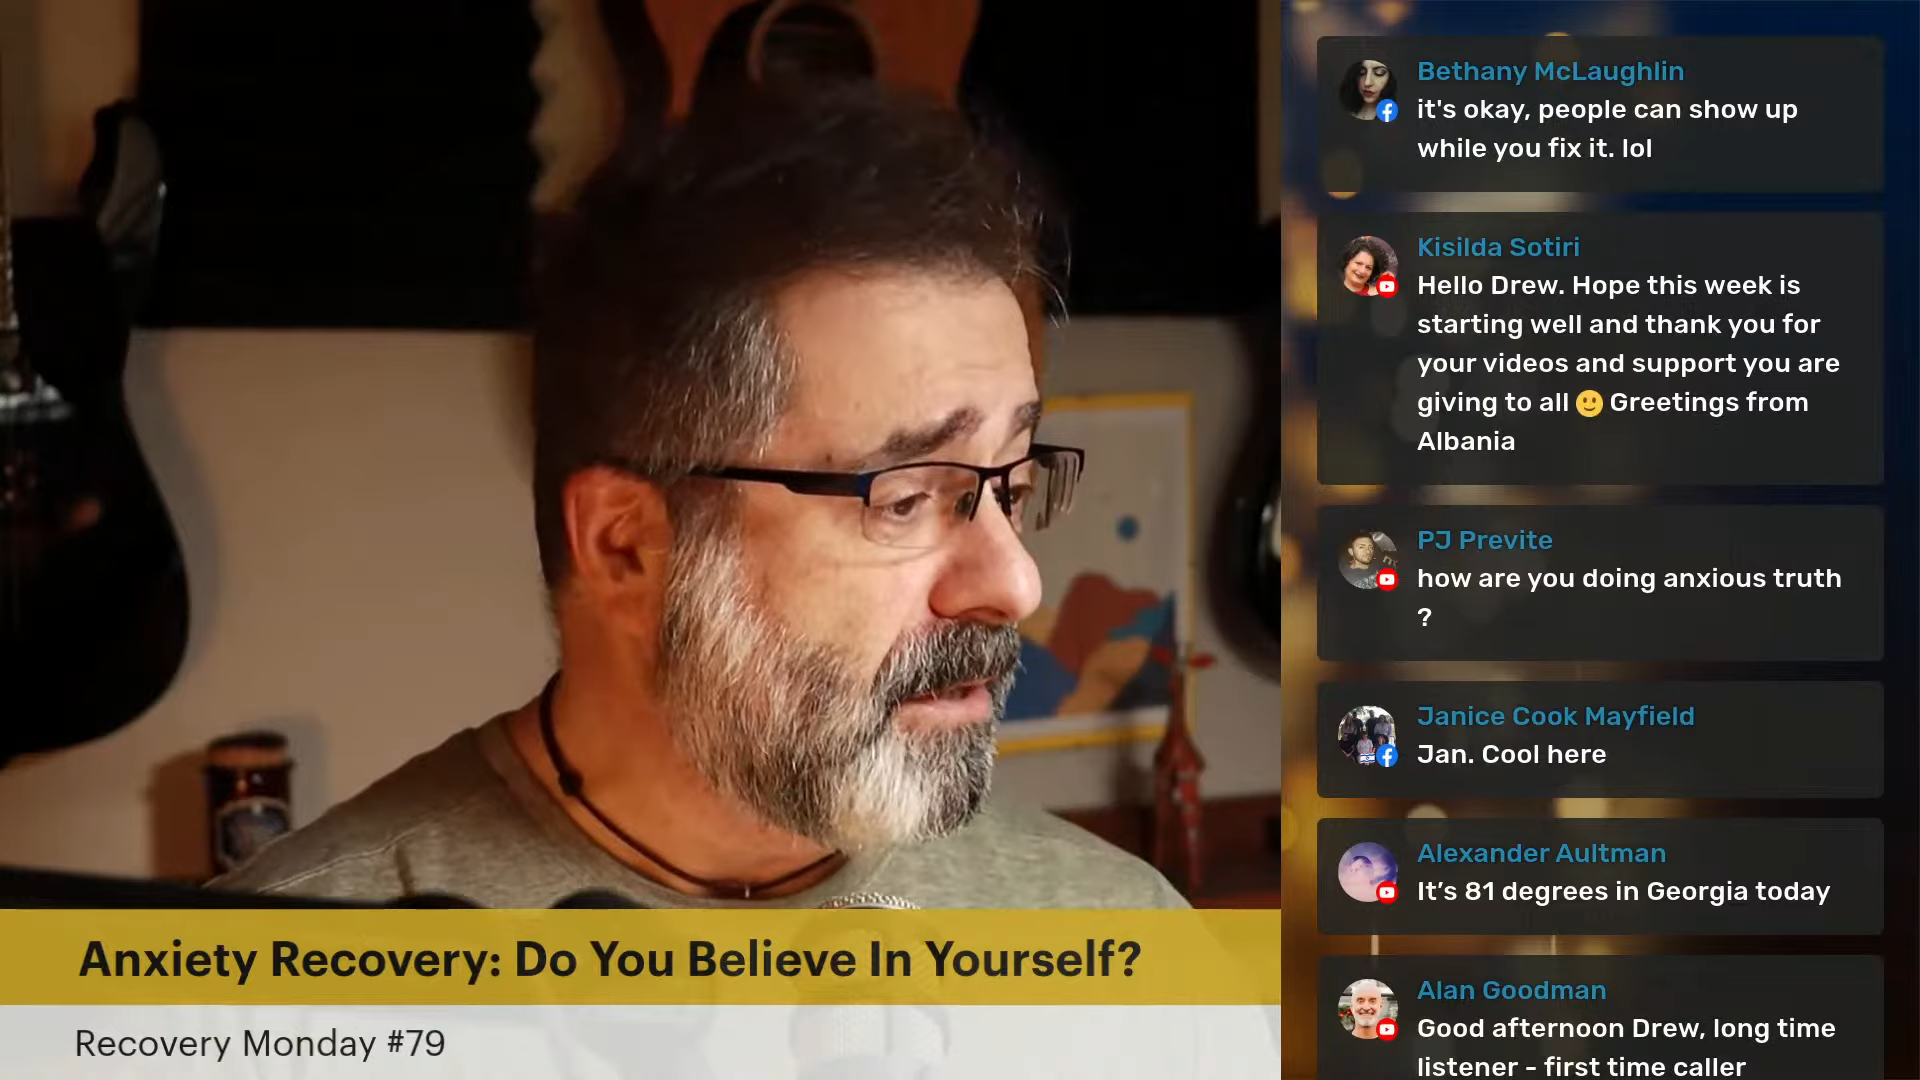 Anxiety Recovery: Do You Believe In Yourself?
Recovery Monday #79
Bethany McLaughlin
it's okay, people can show up
while you fix it. lol
Kisilda Sotiri
Hello Drew. Hope this week is
starting well and thank you for
your videos and support you are
giving to all 🙂 Greetings from
Albania
PJ Previte
how are you doing anxious truth
?
Janice Cook Mayfield
Jan. Cool here
Alexander Aultman
It’s 81 degrees in Georgia today
Alan Goodman
Good afternoon Drew, long time
listener - first time caller